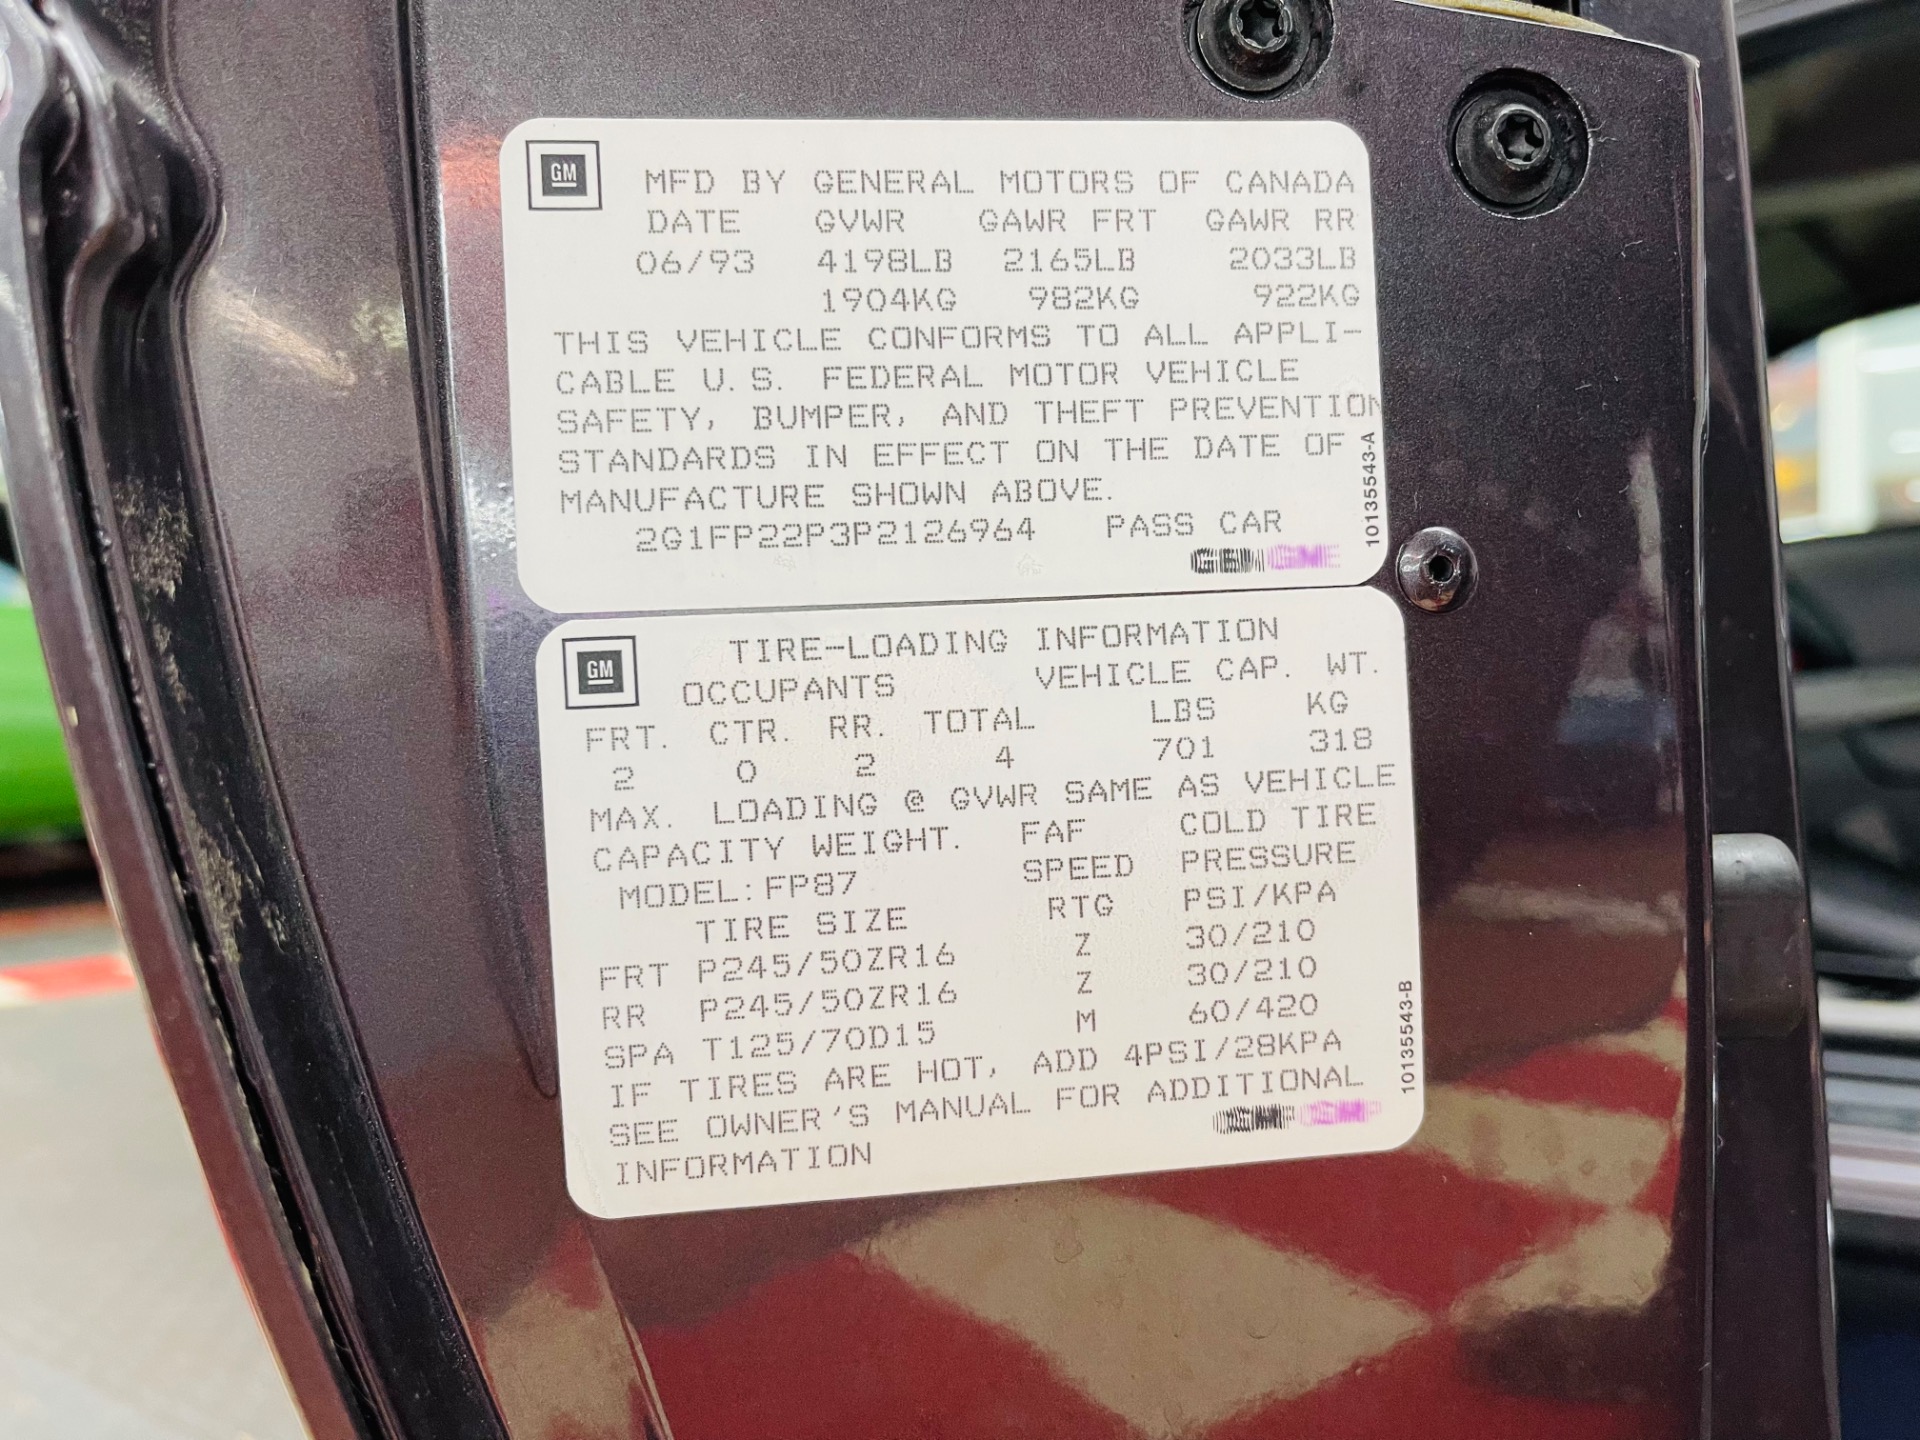 GM
MFD BY GENERAL MOTORS OF CANADA
DATE GVWR GAWR FRT GAWR RR
06/93 4198LB 2165LB 2033LB
1904KG 982KG 922KG
THIS VEHICLE CONFORMS TO ALL APPLI-
CABLE U.S. FEDERAL MOTOR VEHICLE
SAFETY, BUMPER, AND THEFT PREVENTION
STANDARDS IN EFFECT ON THE DATE OF
MANUFACTURE SHOWN ABOVE.
2G1FP22P3P2126964 PASS CAR
10135543-A
GM
TIRE-LOADING INFORMATION
OCCUPANTS VEHICLE CAP. WT.
FRT. CTR. RR. TOTAL LBS KG
2 0 2 4 701 318
MAX. LOADING @ GVWR SAME AS VEHICLE
CAPACITY WEIGHT. FAF COLD TIRE
MODEL:FP87 SPEED PRESSURE
TIRE SIZE RTG PSI/KPA
FRT P245/50ZR16 Z 30/210
RR P245/50ZR16 Z 30/210
SPA T125/70D15 M 60/420
IF TIRES ARE HOT, ADD 4PSI/28KPA
SEE OWNER'S MANUAL FOR ADDITIONAL
INFORMATION
10135543-B